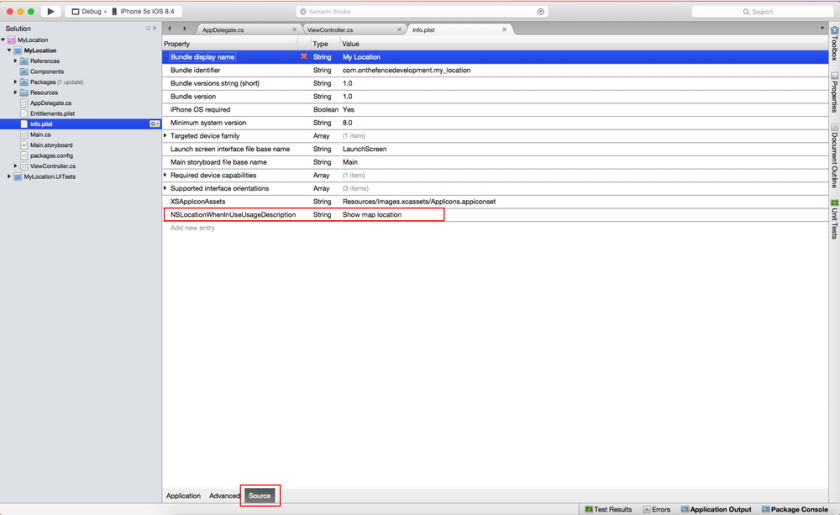 Debug › iPhone 5s iOS 8.4
Xamarin Studio
Search
Solution
AppDelegate.cs
ViewController.cs
Info.plist
MyLocation
MyLocation
References
Components
Packages (1 update)
Resources
AppDelegate.cs
Entitlements.plist
Info.plist
Main.cs
Main.storyboard
packages.config
ViewController.cs
MyLocation.UITests
Property Type Value
Bundle display name String My Location
Bundle identifier String com.onthefencedevelopment.my_location
Bundle versions string (short) String 1.0
Bundle version String 1.0
iPhone OS required Boolean Yes
Minimum system version String 8.0
Targeted device family Array (1 item)
Launch screen interface file base name String LaunchScreen
Main storyboard file base name String Main
Required device capabilities Array (1 item)
Supported interface orientations Array (3 items)
XSAppIconAssets String Resources/Images.xcassets/AppIcons.appiconset
NSLocationWhenInUseUsageDescription String Show map location
Add new entry
Toolbox
Properties
Document Outline
Unit Tests
Application Advanced Source
Test Results Errors Application Output Package Console